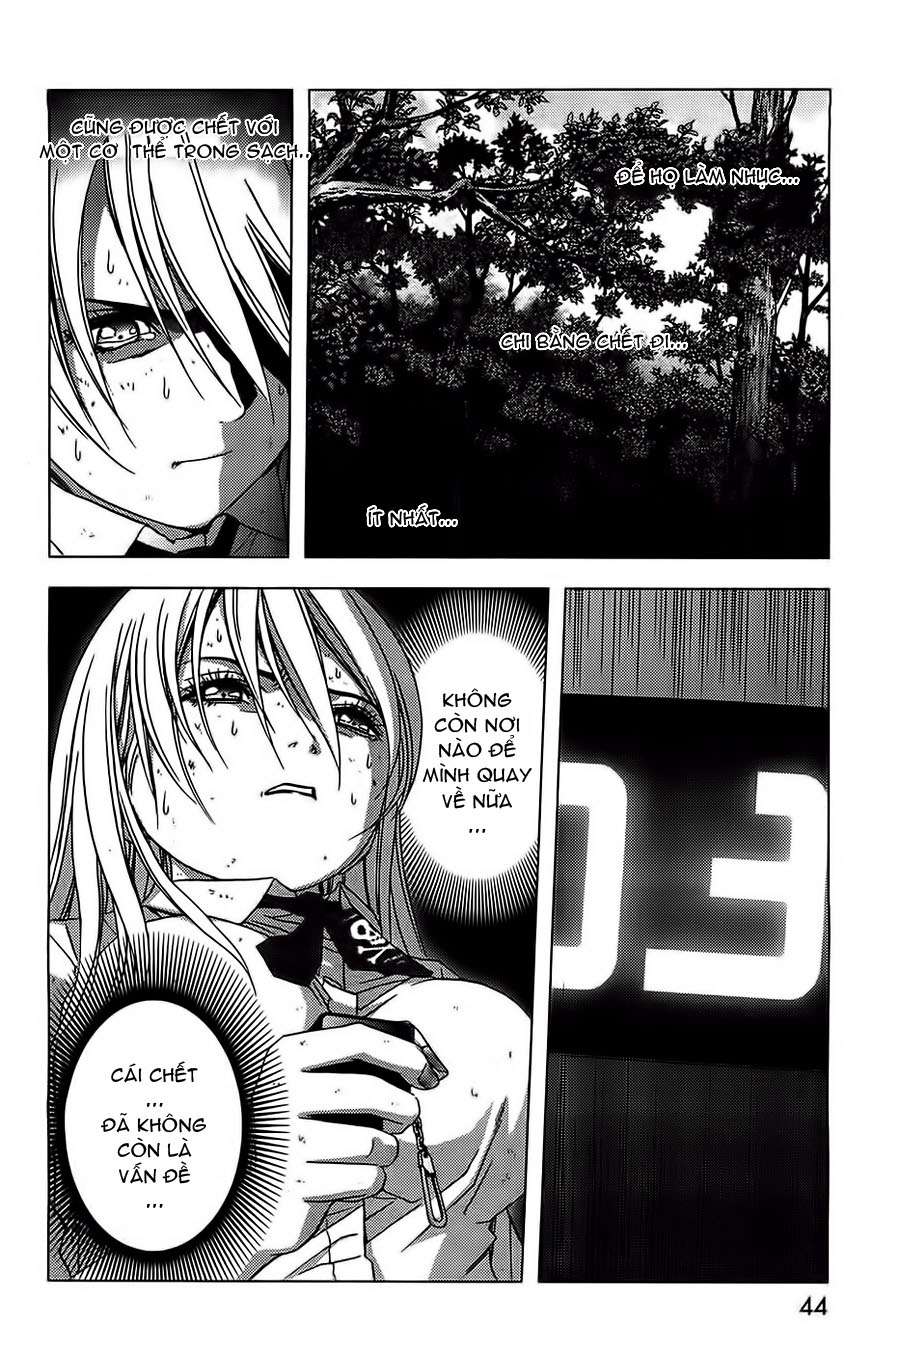 ĐỂ HỌ LÀM NHỤC...
CHI BẰNG CHẾT ĐI...
ÍT NHẤT...
CŨNG ĐƯỢC CHẾT VỚI
MỘT CƠ THỂ TRONG SẠCH..
03
KHÔNG
CÒN NƠI
NÀO ĐỂ
MÌNH QUAY
VỀ NỮA
...
CÁI CHẾT
...
ĐÃ KHÔNG
CÒN LÀ
VẤN ĐỀ
...
44